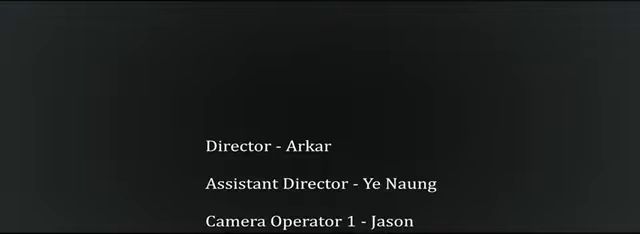 Director - Arkar
Assistant Director - Ye Naung
Camera Operator 1 - Jason